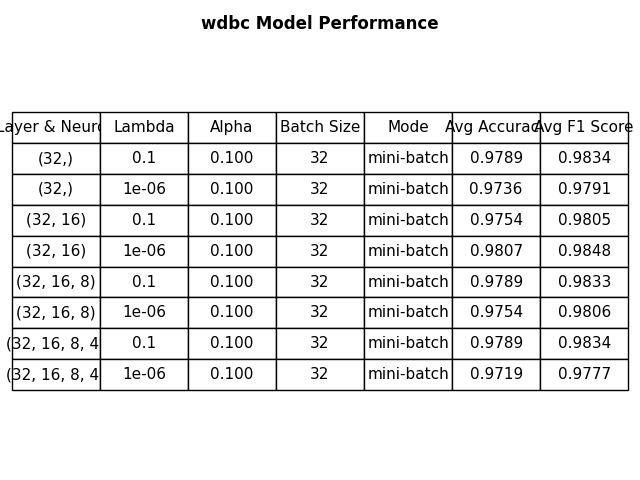 wdbc Model Performance
Layer & Neuro Lambda Alpha Batch Size Mode Avg Accurac Avg F1 Score
(32,) 0.1 0.100 32 mini-batch 0.9789 0.9834
(32,) 1e-06 0.100 32 mini-batch 0.9736 0.9791
(32, 16) 0.1 0.100 32 mini-batch 0.9754 0.9805
(32, 16) 1e-06 0.100 32 mini-batch 0.9807 0.9848
(32, 16, 8) 0.1 0.100 32 mini-batch 0.9789 0.9833
(32, 16, 8) 1e-06 0.100 32 mini-batch 0.9754 0.9806
(32, 16, 8, 4 0.1 0.100 32 mini-batch 0.9789 0.9834
(32, 16, 8, 4 1e-06 0.100 32 mini-batch 0.9719 0.9777